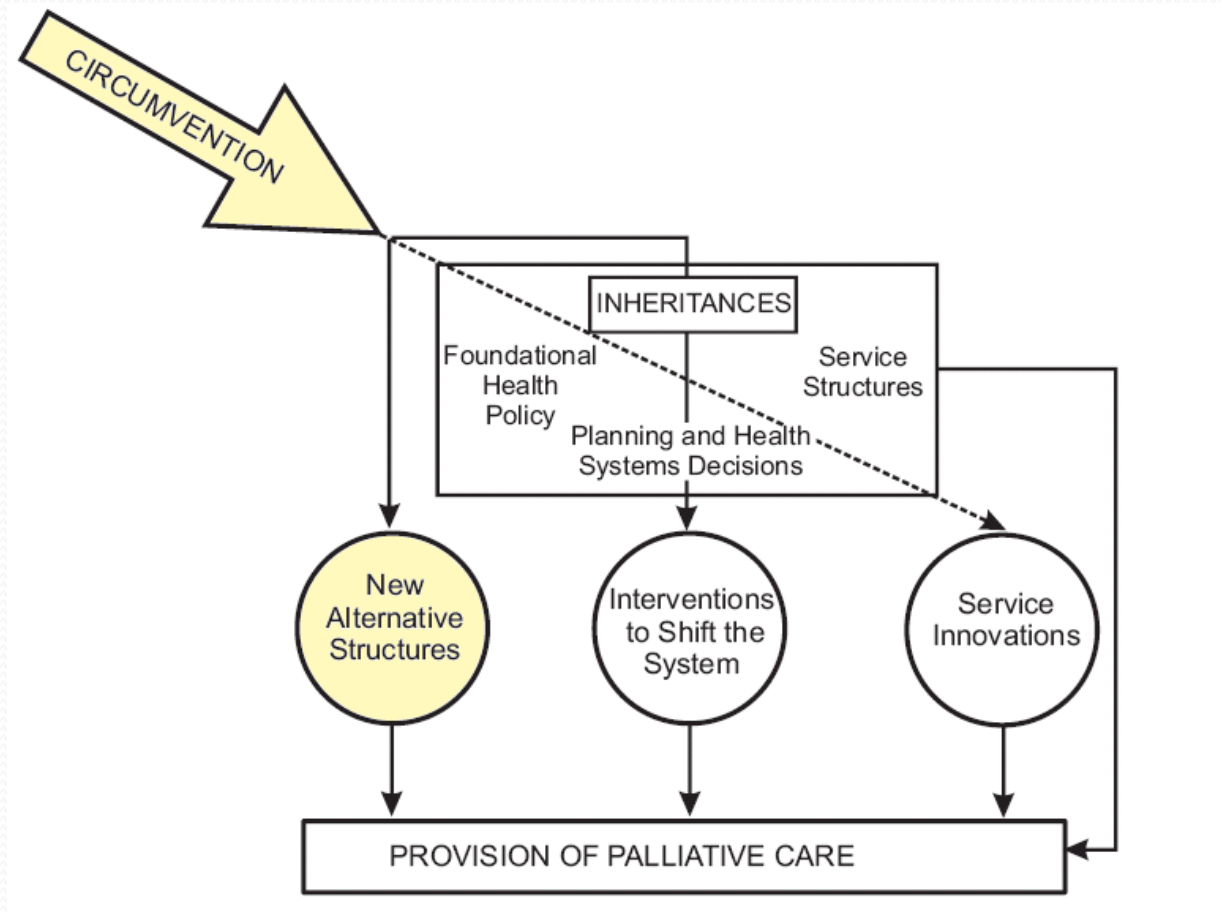 CIRCUMVENTION
INHERITANCES
Foundational
Health
Policy
Service
Structures
Planning and Health
Systems Decisions
New
Alternative
Structures
Interventions
to Shift the
System
Service
Innovations
PROVISION OF PALLIATIVE CARE